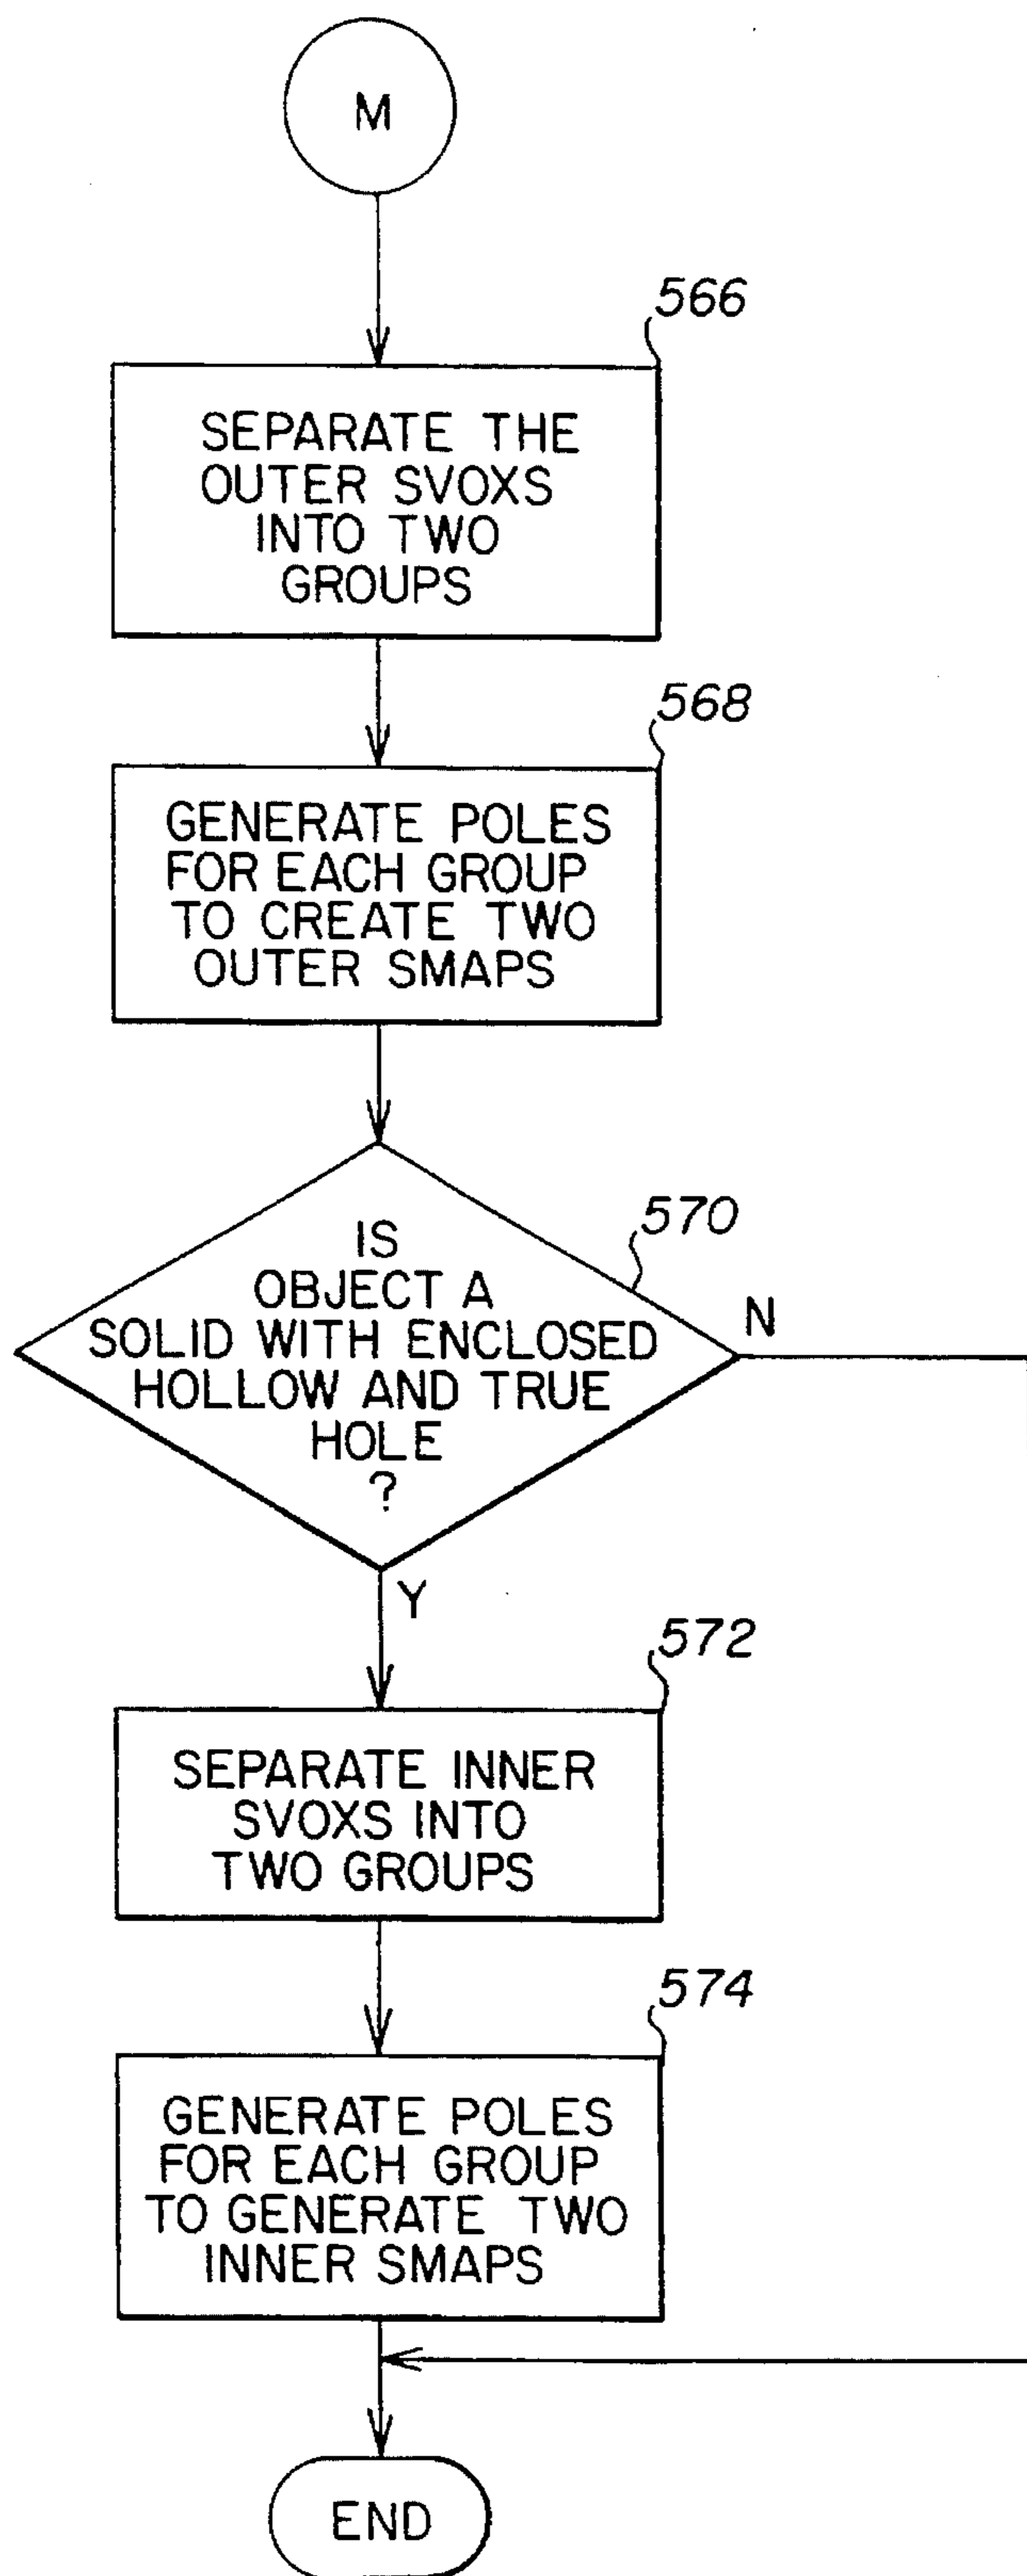 M
566
SEPARATE THE
OUTER SVOXS
INTO TWO
GROUPS
568
GENERATE POLES
FOR EACH GROUP
TO CREATE TWO
OUTER SMAPS
570
IS
OBJECT A
SOLID WITH ENCLOSED
HOLLOW AND TRUE
HOLE
?
N
Y
572
SEPARATE INNER
SVOXS INTO
TWO GROUPS
574
GENERATE POLES
FOR EACH GROUP
TO GENERATE TWO
INNER SMAPS
END